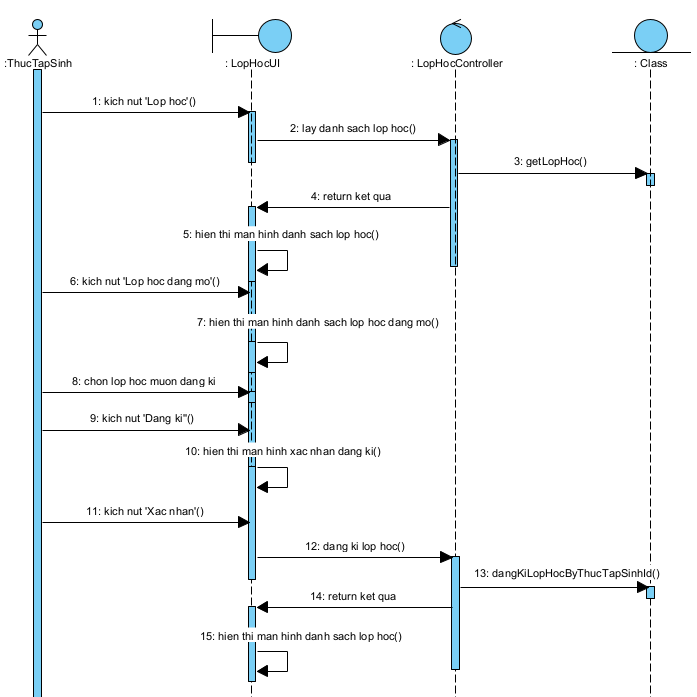 :ThucTapSinh
: LopHocUI
: LopHocController
: Class
1: kich nut 'Lop hoc'()
2: lay danh sach lop hoc()
3: getLopHoc()
4: return ket qua
5: hien thi man hinh danh sach lop hoc()
6: kich nut 'Lop hoc dang mo'()
7: hien thi man hinh danh sach lop hoc dang mo()
8: chon lop hoc muon dang ki
9: kich nut 'Dang ki''()
10: hien thi man hinh xac nhan dang ki()
11: kich nut 'Xac nhan'()
12: dang ki lop hoc()
13: dangKiLopHocByThucTapSinhId()
14: return ket qua
15: hien thi man hinh danh sach lop hoc()